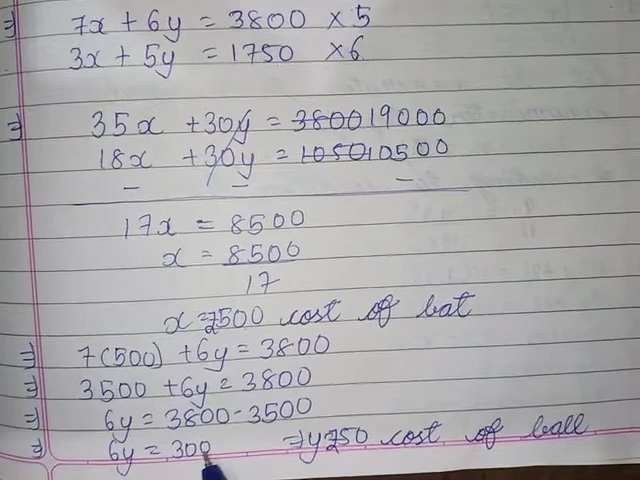 ⇒ 7x + 6y = 3800 × 5
3x + 5y = 1750 × 6
⇒ 35x + 30y = 3800 19000
18x + 30y = 1050 10500
− − −
17x = 8500
x = 8500
17
x = 500 cost of bat
⇒ 7(500) + 6y = 3800
⇒ 3500 + 6y = 3800
⇒ 6y = 3800 - 3500
⇒ 6y = 300 ⇒ y = 50 cost of ball